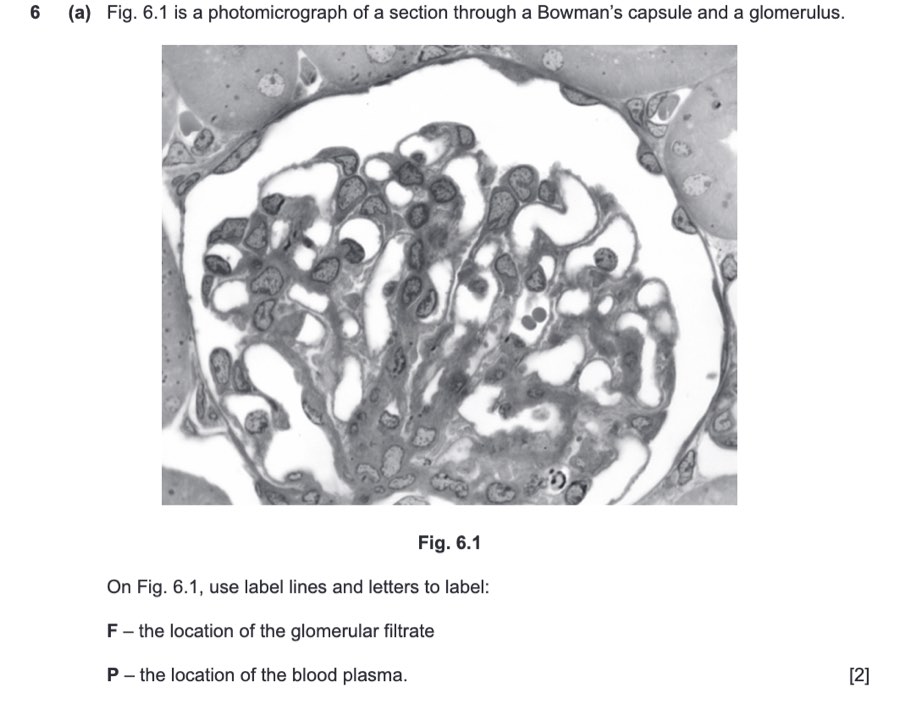 6 (a) Fig. 6.1 is a photomicrograph of a section through a Bowman’s capsule and a glomerulus.
Fig. 6.1
On Fig. 6.1, use label lines and letters to label:
F – the location of the glomerular filtrate
P – the location of the blood plasma. [2]